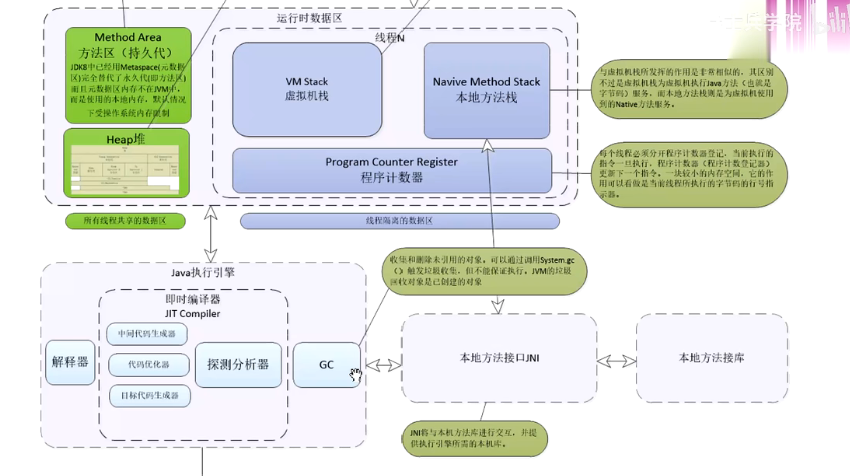 运行时数据区
学院
Method Area
方法区（持久代）
JDK8中已经用Metaspace(元数据
区)完全替代了永久代(即方法区)
而且元数据区内存不在JVM中,
而是使用的本地内存，默认情况
下受操作系统内存限制
Heap堆
线程N
VM Stack
虚拟机栈
Navive Method Stack
本地方法栈
Program Counter Register
程序计数器
与虚拟机栈所发挥的作用是非常相似的，其区别
不过是虚拟机栈为虚拟机执行Java方法（也就是
字节码）服务，而本地方法栈则是为虚拟机使用
到的Native方法服务。
每个线程必须分开程序计数器登记，当前执行的
指令一旦执行，程序计数器（程序计数登记器）
更新下一个指令。一块较小的内存空间，它的作
用可以看做是当前线程所执行的字节码的行号指
示器。
所有线程共享的数据区
线程隔离的数据区
收集和删除未引用的对象，可以通过调用System.gc
（）触发垃圾收集，但不能保证执行，JVM的垃圾
回收对象是已创建的对象
Java执行引擎
即时编译器
JIT Compiler
解释器
中间代码生成器
代码优化器
目标代码生成器
探测分析器
GC
本地方法接口JNI
本地方法接库
JNI将与本机方法库进行交互，并提
供执行引擎所需的本机库。